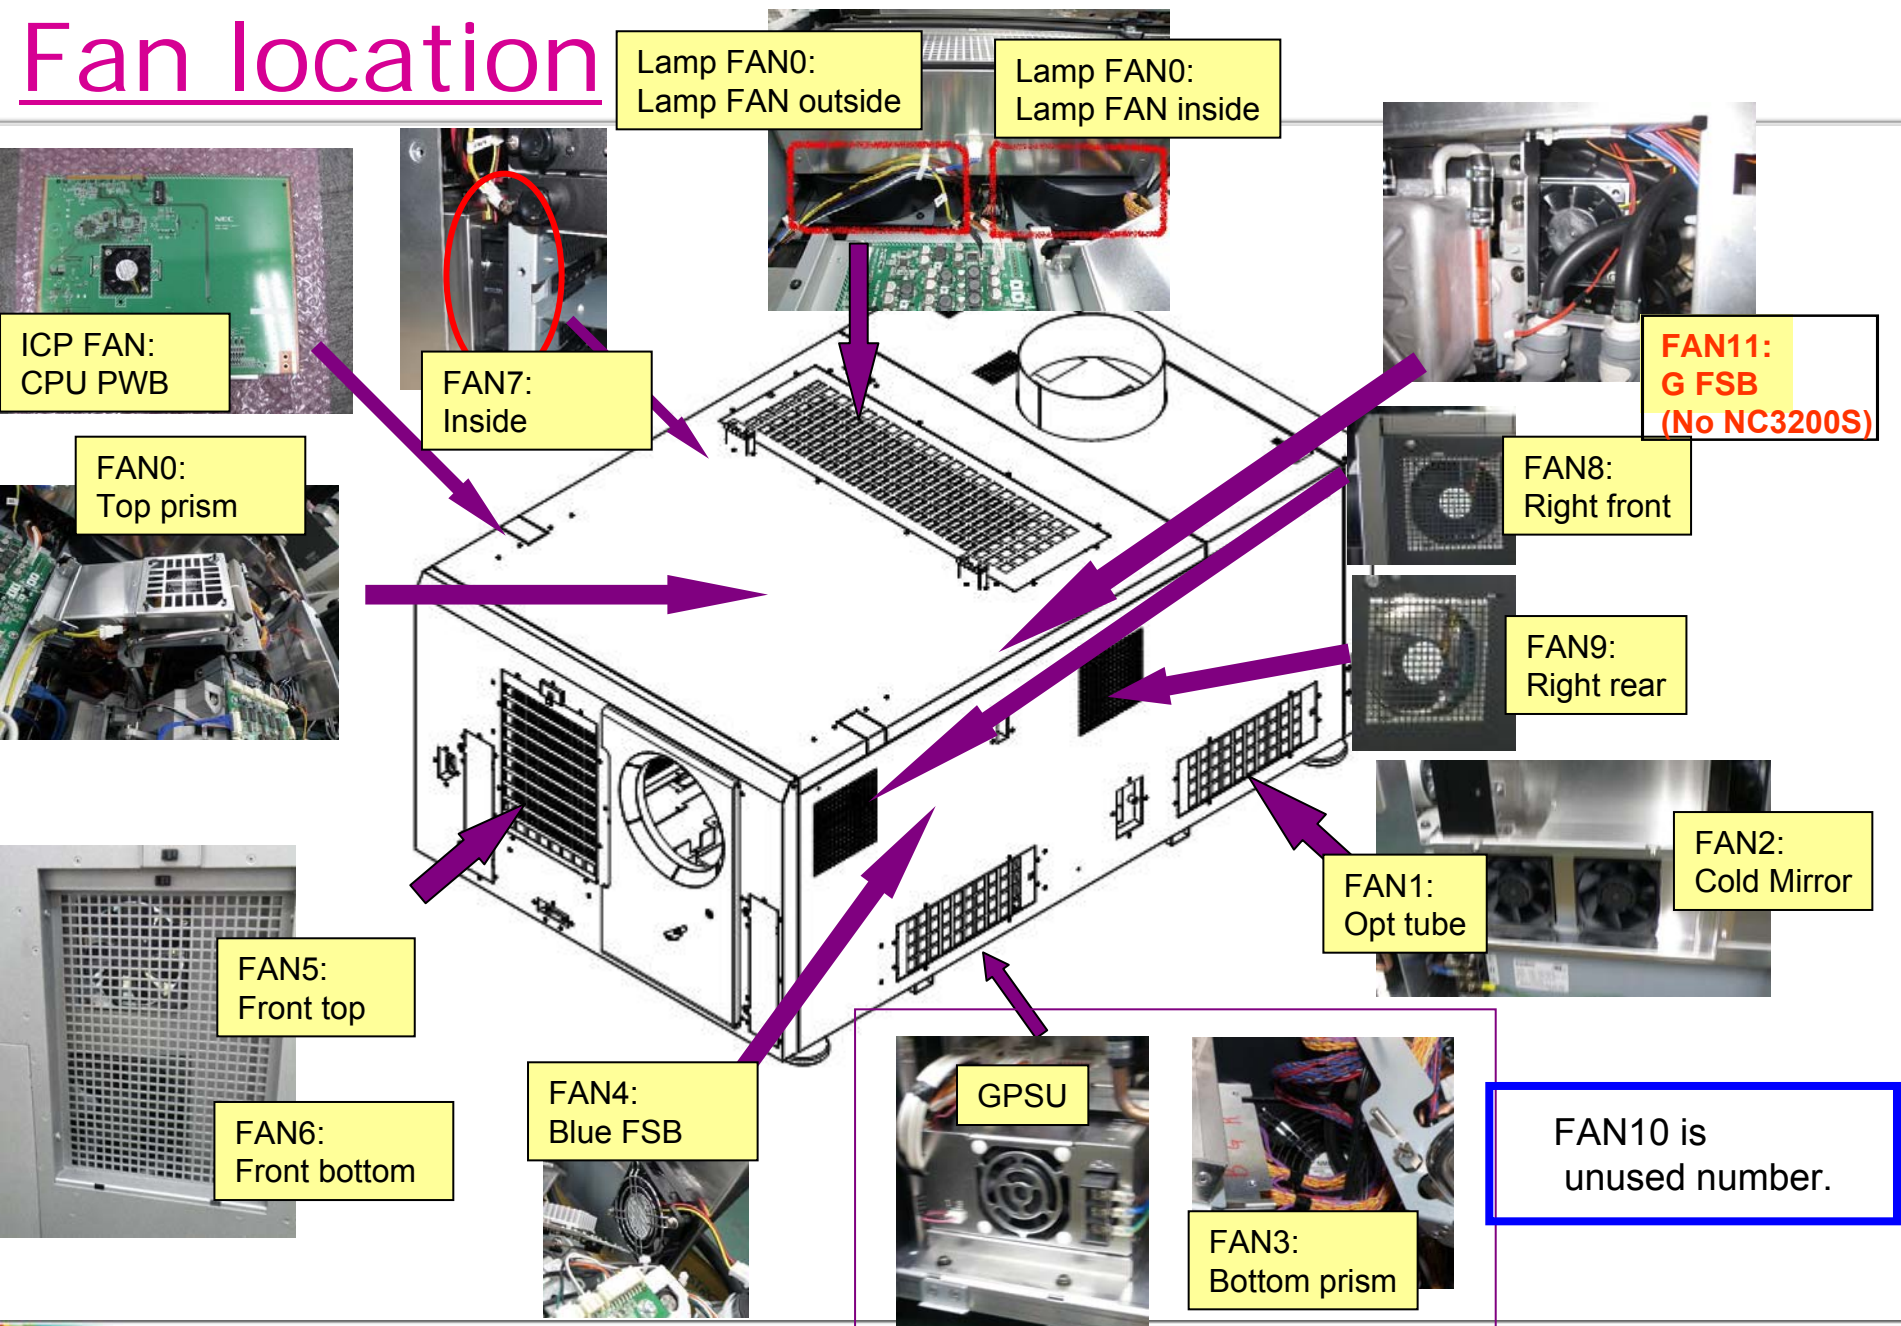 Fan location
Lamp FAN0:
Lamp FAN outside
Lamp FAN0:
Lamp FAN inside
NEC
ICP FAN:
CPU PWB
FAN7:
Inside
FAN11:
G FSB
(No NC3200S)
FAN0:
Top prism
FAN8:
Right front
FAN9:
Right rear
FAN2:
Cold Mirror
FAN1:
Opt tube
FAN5:
Front top
FAN6:
Front bottom
FAN4:
Blue FSB
GPSU
FAN3:
Bottom prism
FAN10 is
unused number.